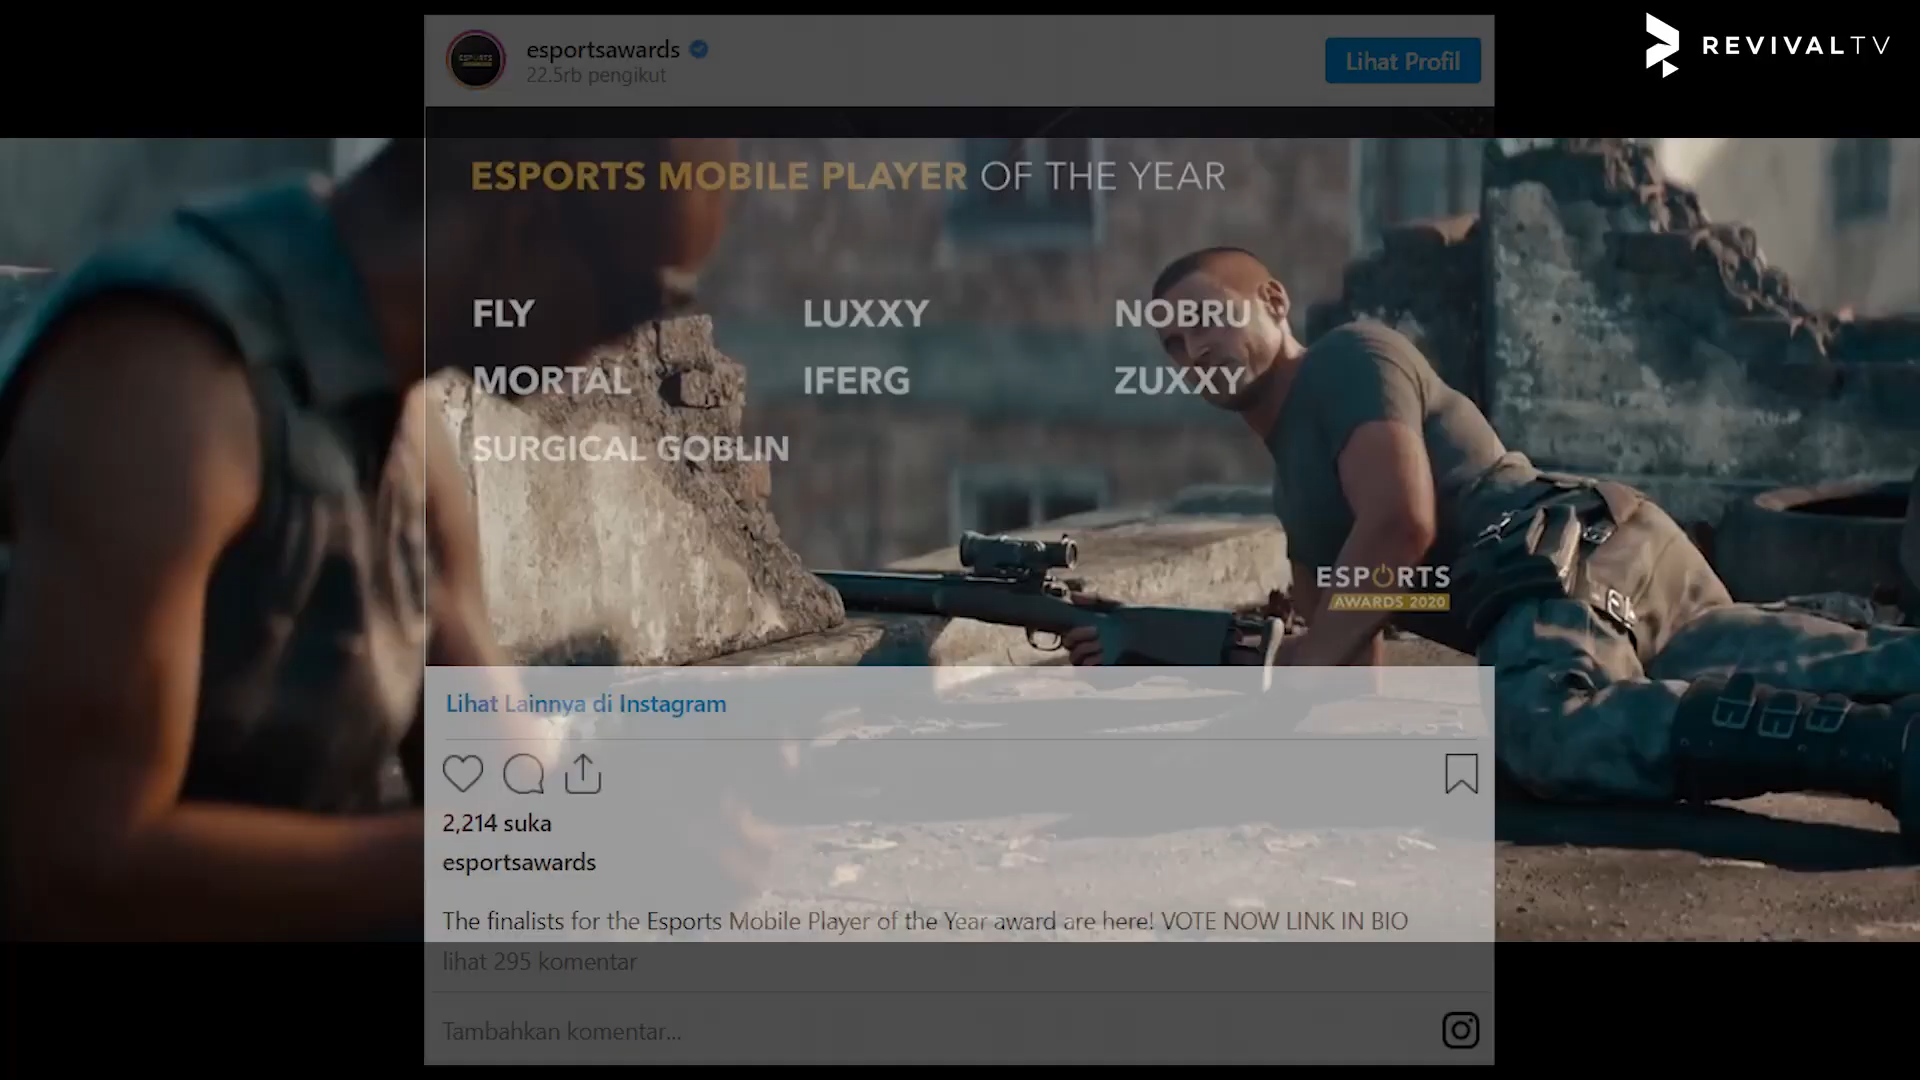 REVIVALTV
esportsawards
22.5rb pengikut
Lihat Profil
ESPORTS MOBILE PLAYER OF THE YEAR
FLY LUXXY NOBRU
MORTAL IFERG ZUXXY
SURGICAL GOBLIN
ESPORTS
AWARDS 2020
Lihat Lainnya di Instagram
2,214 suka
esportsawards
The finalists for the Esports Mobile Player of the Year award are here! VOTE NOW LINK IN BIO
lihat 295 komentar
Tambahkan komentar...